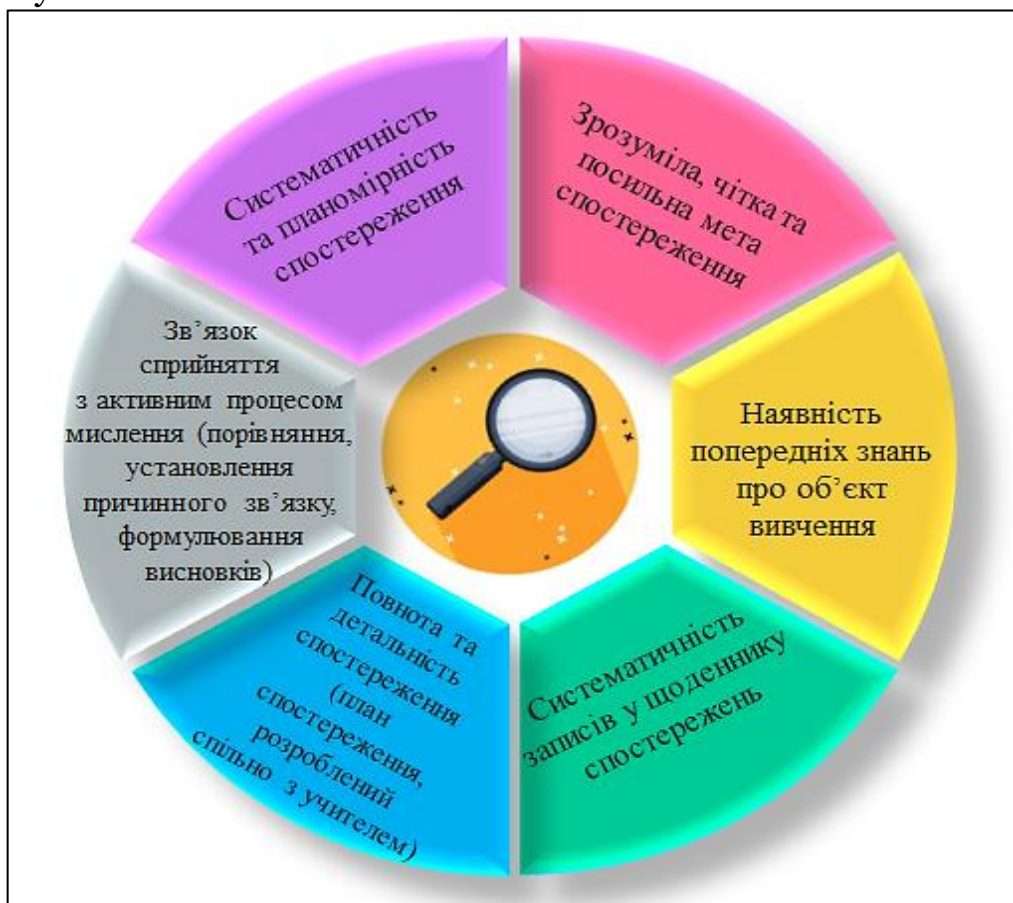 Систематичність
та планомірність
спостереження
Зрозуміла, чітка та
посильна мета
спостереження
Наявність
попередніх знань
про об’єкт
вивчення
Систематичність
записів у щоденнику
спостережень
Повнота та
детальність
спостереження
(план
спостереження,
розроблений
спільно з учителем)
Зв’язок
сприйняття
з активним процесом
мислення (порівняння,
установлення
причинного зв’язку,
формулювання
висновків)